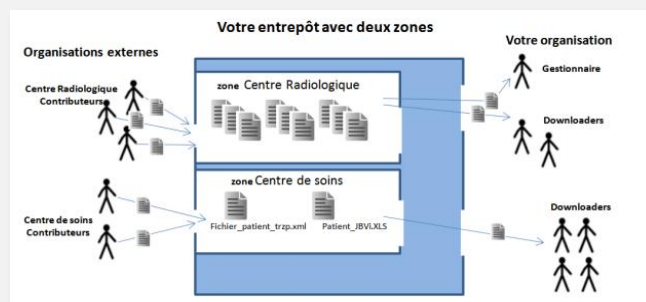 Votre entrepôt avec deux zones
Organisations externes
Votre organisation
Centre Radiologique
Contributeurs
zone Centre Radiologique
Gestionnaire
Downloaders
zone Centre de soins
Fichier_patient_trzp.xml
Patient_JBVLXLS
Centre de soins
Contributeurs
Downloaders